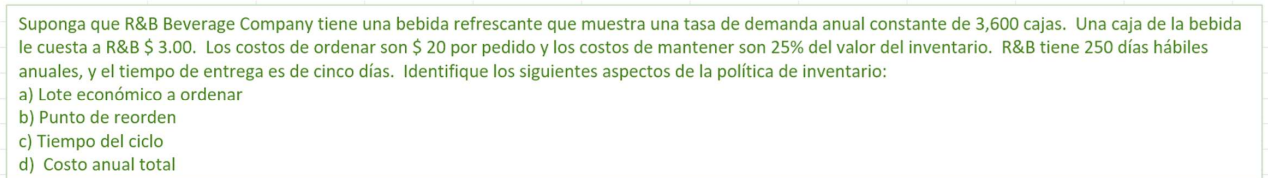 Suponga que R&B Beverage Company tiene una bebida refrescante que muestra una tasa de demanda anual constante de 3,600 cajas.  Una caja de la bebida
le cuesta a R&B $ 3.00.  Los costos de ordenar son $ 20 por pedido y los costos de mantener son 25% del valor del inventario.  R&B tiene 250 días hábiles
anuales, y el tiempo de entrega es de cinco días.  Identifique los siguientes aspectos de la política de inventario:
a) Lote económico a ordenar
b) Punto de reorden
c) Tiempo del ciclo
d)  Costo anual total